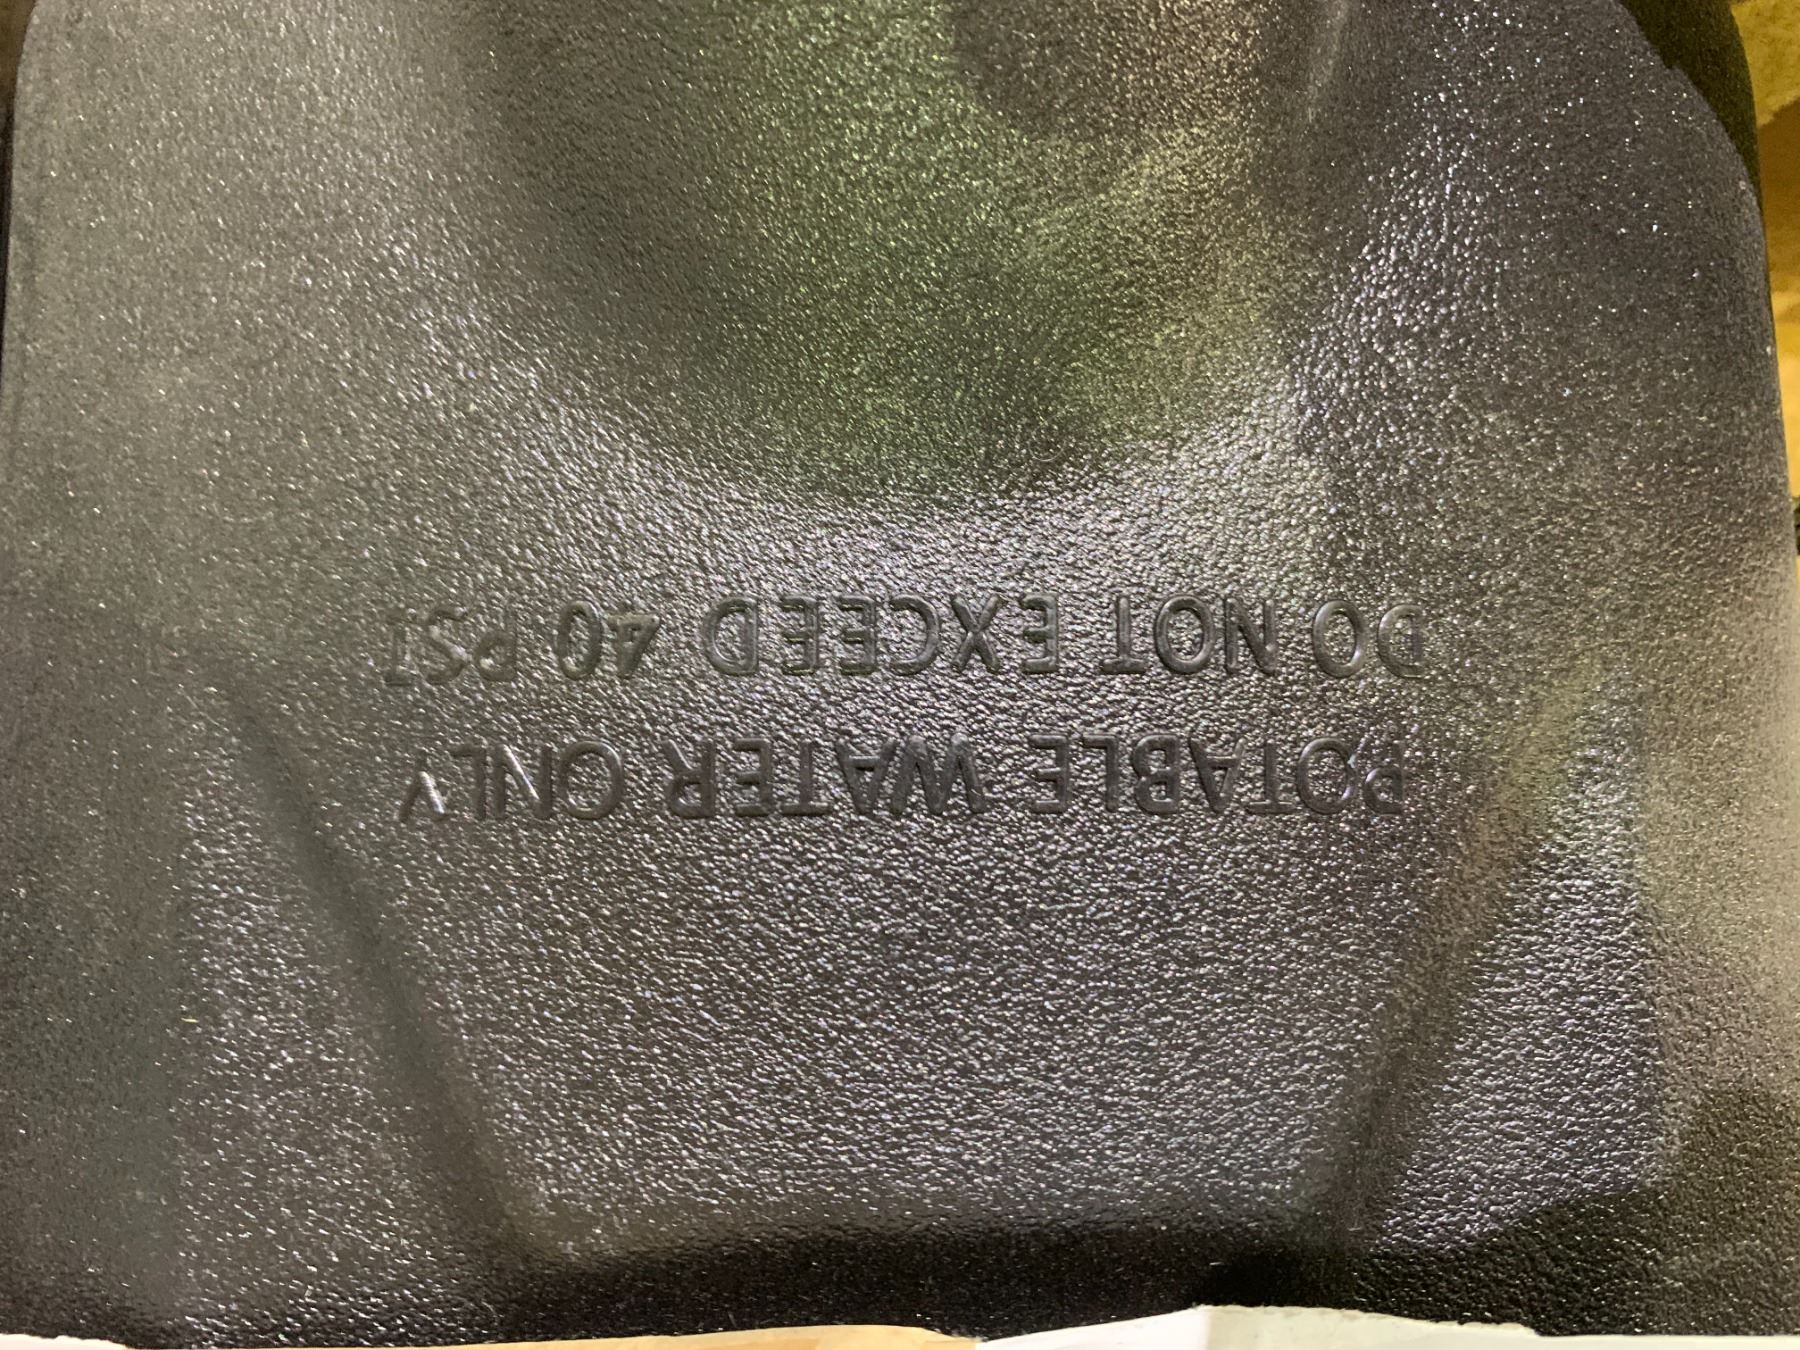 POTABLE WATER ONLY
DO NOT EXCEED 40 PSI